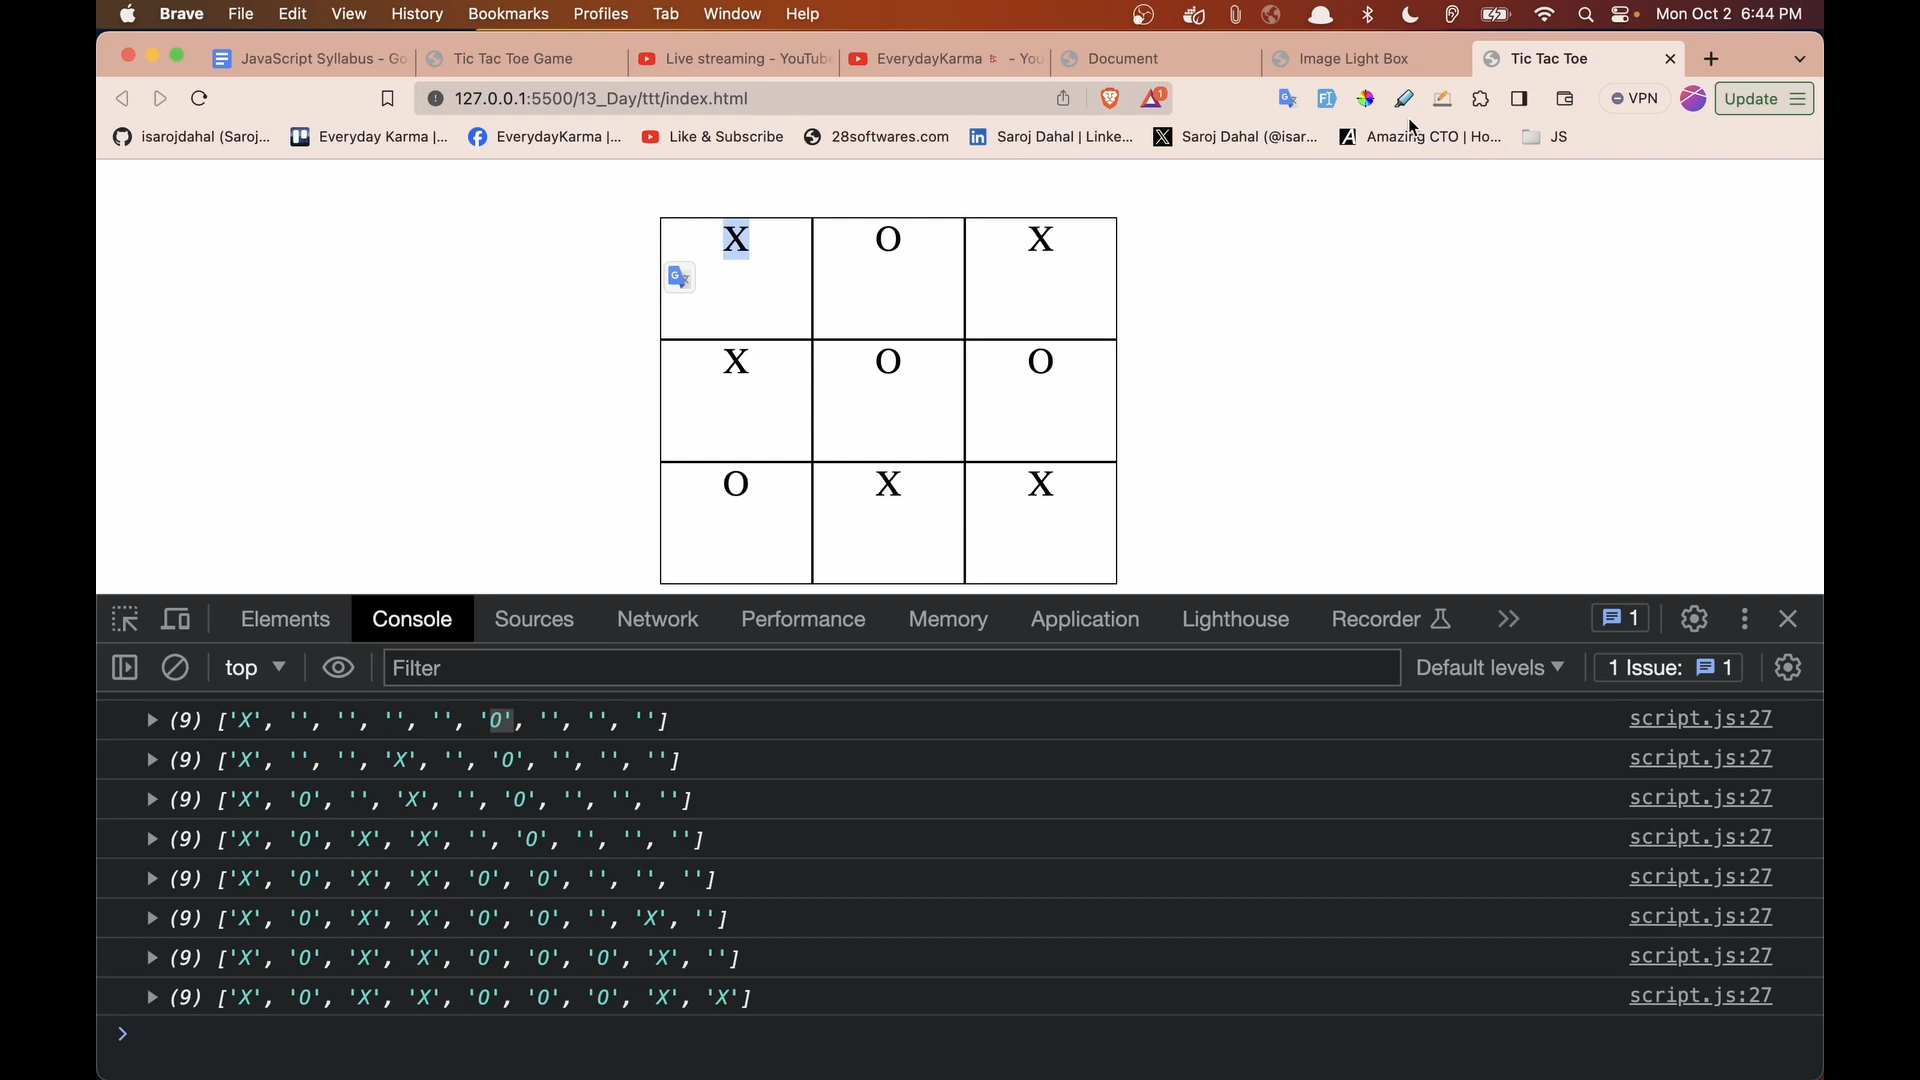 Brave File Edit View History Bookmarks Profiles Tab Window Help Mon Oct 2 6:44 PM
JavaScript Syllabus - Go Tic Tac Toe Game Live streaming - YouTube EverydayKarma - You Document Image Light Box Tic Tac Toe
127.0.0.1:5500/13_Day/ttt/index.html 1 VPN Update
isarojdahal (Saroj... Everyday Karma |... EverydayKarma |... Like & Subscribe 28softwares.com Saroj Dahal | Linke... Saroj Dahal (@isar... Amazing CTO | Ho... JS
X O X
X O O
O X X
Elements Console Sources Network Performance Memory Application Lighthouse Recorder 1
top Filter Default levels 1 Issue: 1
(9) ['X', '', '', '', '', 'O', '', '', ''] script.js:27
(9) ['X', '', '', 'X', '', 'O', '', '', ''] script.js:27
(9) ['X', 'O', '', 'X', '', 'O', '', '', ''] script.js:27
(9) ['X', 'O', 'X', 'X', '', 'O', '', '', ''] script.js:27
(9) ['X', 'O', 'X', 'X', 'O', 'O', '', '', ''] script.js:27
(9) ['X', 'O', 'X', 'X', 'O', 'O', '', 'X', ''] script.js:27
(9) ['X', 'O', 'X', 'X', 'O', 'O', 'O', 'X', ''] script.js:27
(9) ['X', 'O', 'X', 'X', 'O', 'O', 'O', 'X', 'X'] script.js:27